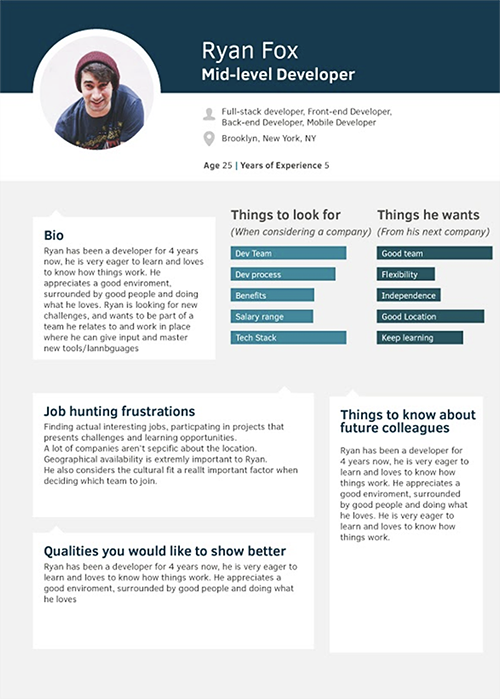 Ryan Fox
Mid-level Developer
Full-stack developer, Front-end Developer,
Back-end Developer, Mobile Developer
Brooklyn, New York, NY
Age 25 | Years of Experience 5
Bio
Ryan has been a developer for 4 years
now, he is very eager to learn and loves
to know how things work. He
appreciates a good enviroment,
surrounded by good people and doing
what he loves. Ryan is looking for new
challenges, and wants to be part of a
team he relates to and work in place
where he can give input and master
new tools/lannbguages
Things to look for
(When considering a company)
Dev Team
Dev process
Benefits
Salary range
Tech Stack
Things he wants
(From his next company)
Good team
Flexibility
Independence
Good Location
Keep learning
Job hunting frustrations
Finding actual interesting jobs, particpating in projects that
presents challenges and learning opportunities.
A lot of companies aren't sepcific about the location.
Geographical availability is extremly important to Ryan.
He also considers the cultural fit a reallt important factor when
deciding which team to join.
Things to know about
future colleagues
Ryan has been a developer for
4 years now, he is very eager to
learn and loves to know how
things work. He appreciates a
good enviroment, surrounded
by good people and doing what
he loves. He is very eager to
learn and loves to know how
things work.
Qualities you would like to show better
Ryan has been a developer for 4 years now, he is very eager to
learn and loves to know how things work. He appreciates a
good enviroment, surrounded by good people and doing what
he loves